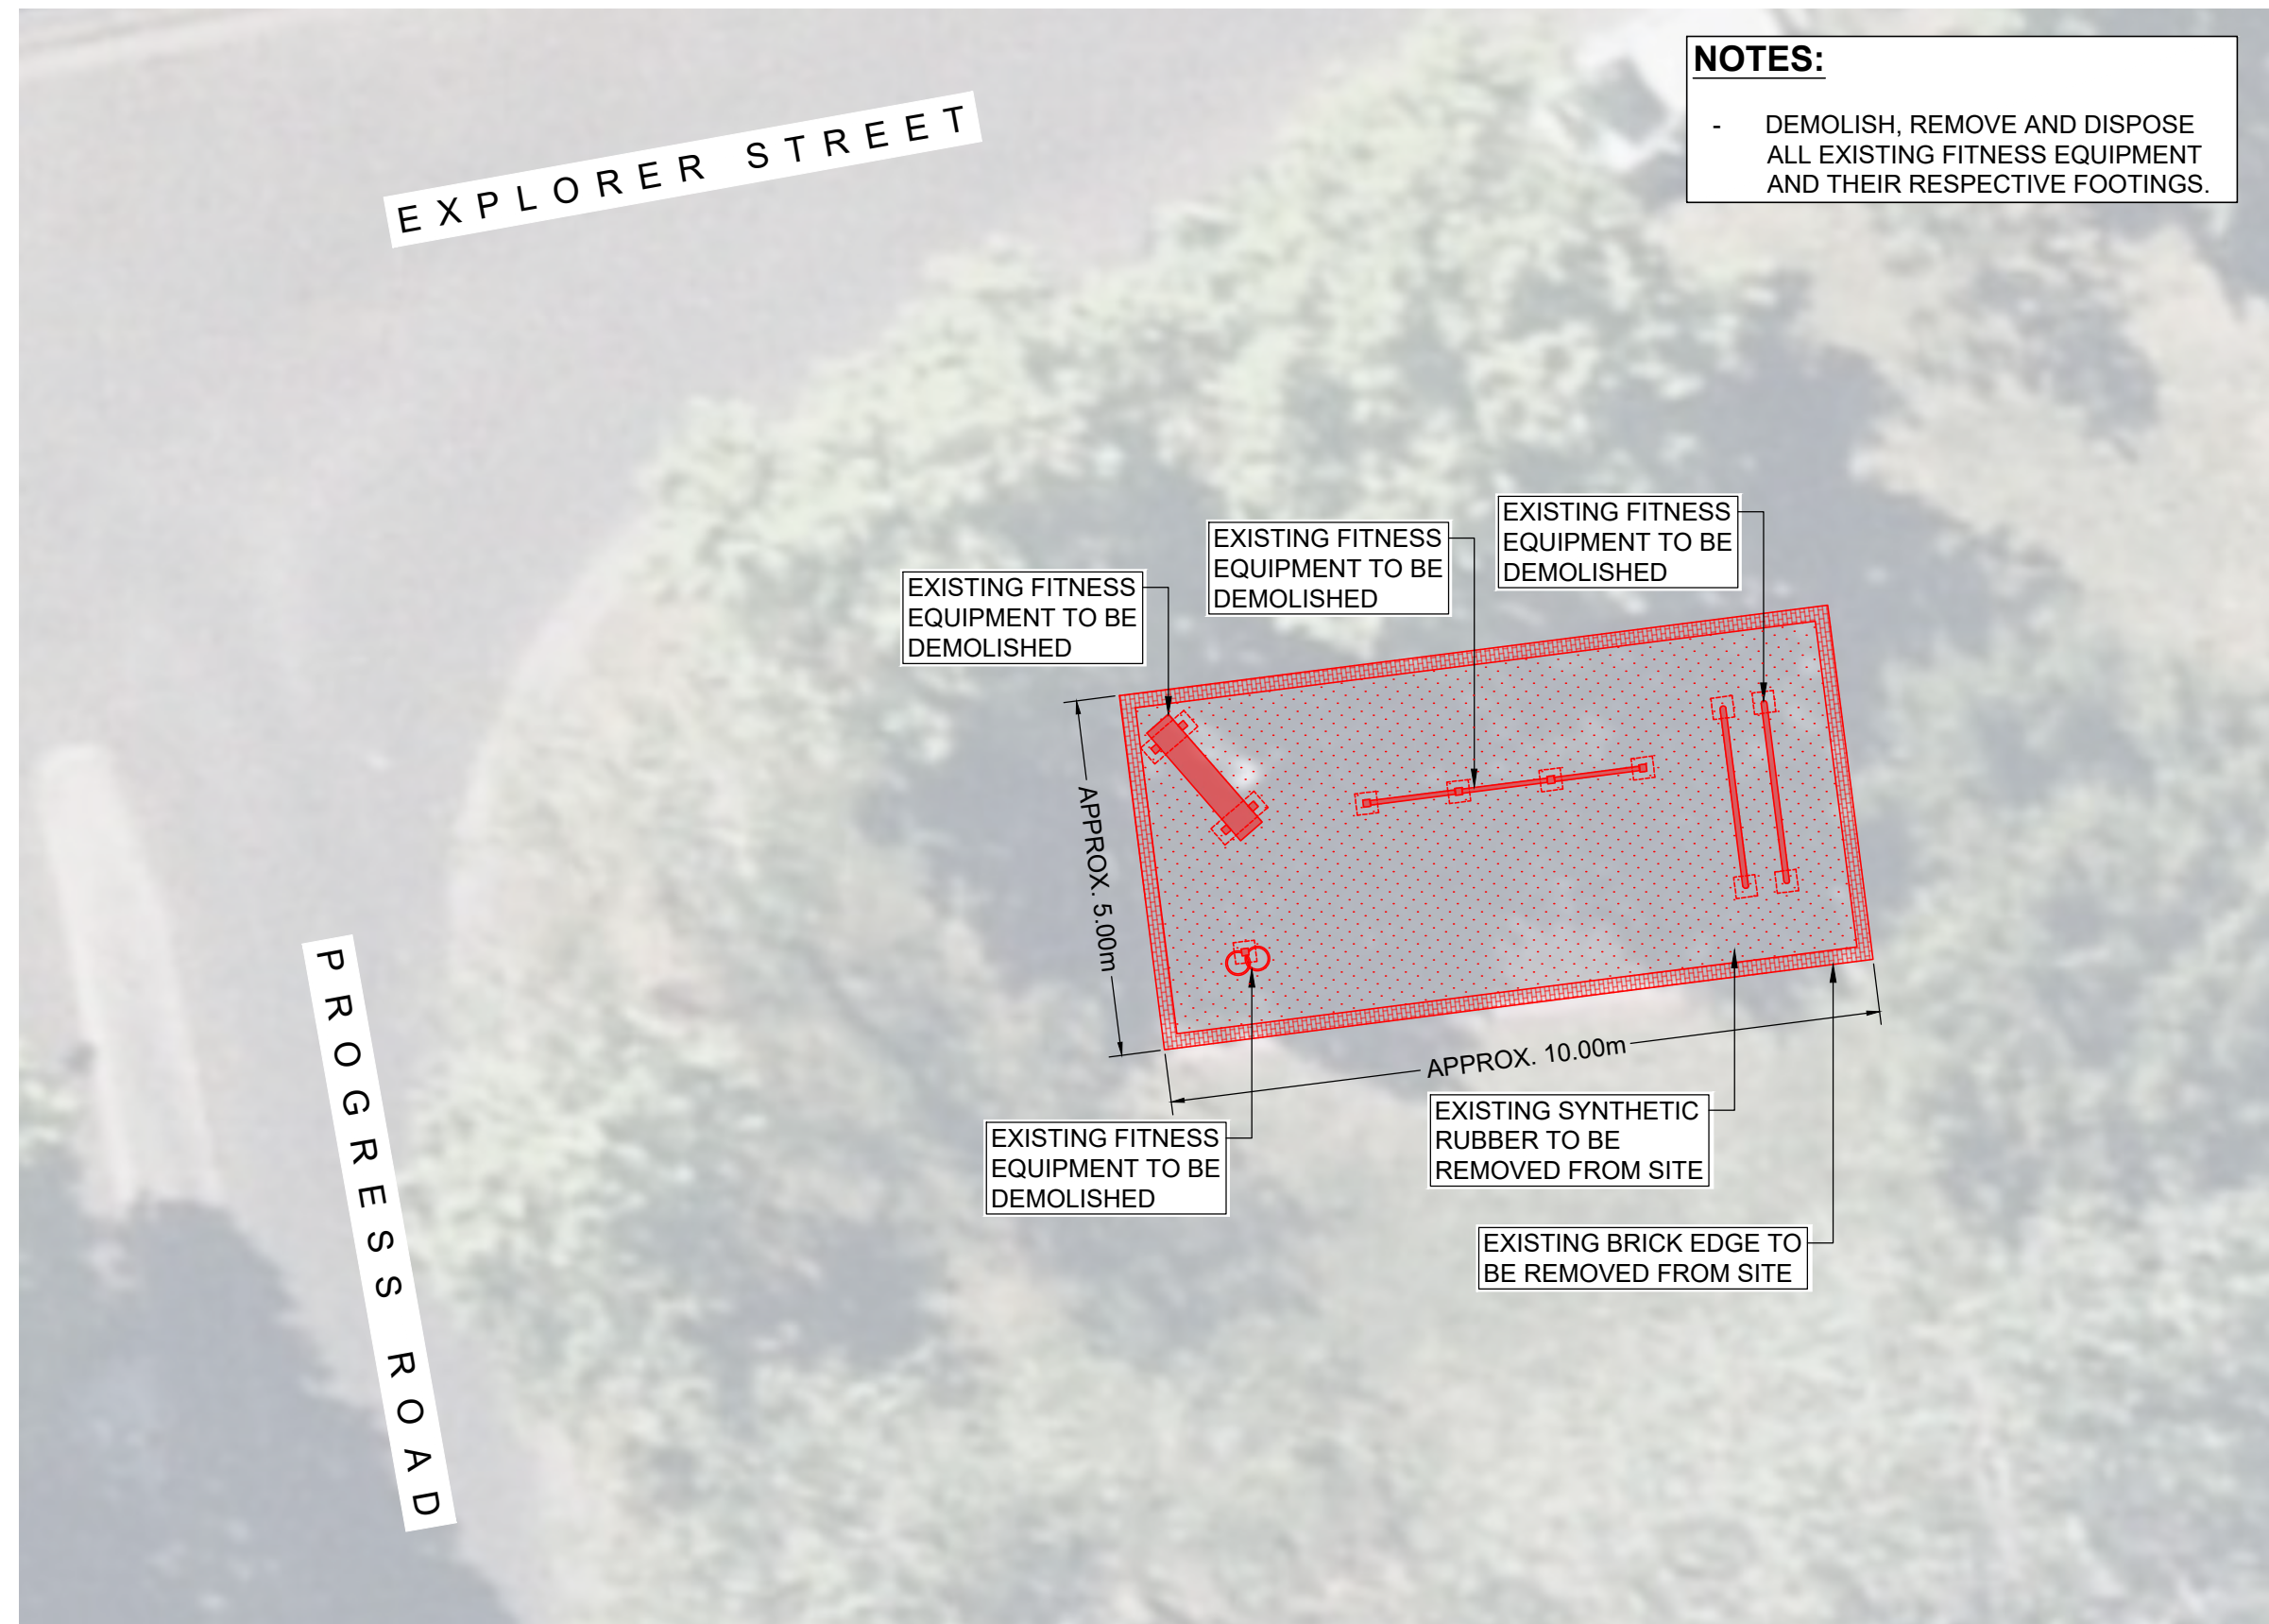 EXPLORER STREET
NOTES:
- DEMOLISH, REMOVE AND DISPOSE
ALL EXISTING FITNESS EQUIPMENT
AND THEIR RESPECTIVE FOOTINGS.
EXISTING FITNESS
EQUIPMENT TO BE
DEMOLISHED
EXISTING FITNESS
EQUIPMENT TO BE
DEMOLISHED
EXISTING FITNESS
EQUIPMENT TO BE
DEMOLISHED
APPROX. 5.00m
PROGRESS ROAD
APPROX. 10.00m
EXISTING FITNESS
EQUIPMENT TO BE
DEMOLISHED
EXISTING SYNTHETIC
RUBBER TO BE
REMOVED FROM SITE
EXISTING BRICK EDGE TO
BE REMOVED FROM SITE